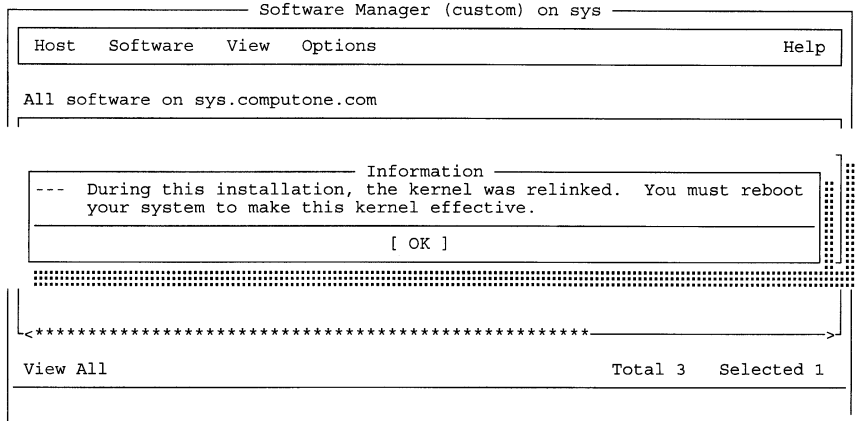 Software Manager (custom) on sys
Host Software View Options Help
All software on sys.computone.com
Information
--- During this installation, the kernel was relinked. You must reboot
your system to make this kernel effective.
[ OK ]
<*****************************************************>
View All Total 3 Selected 1